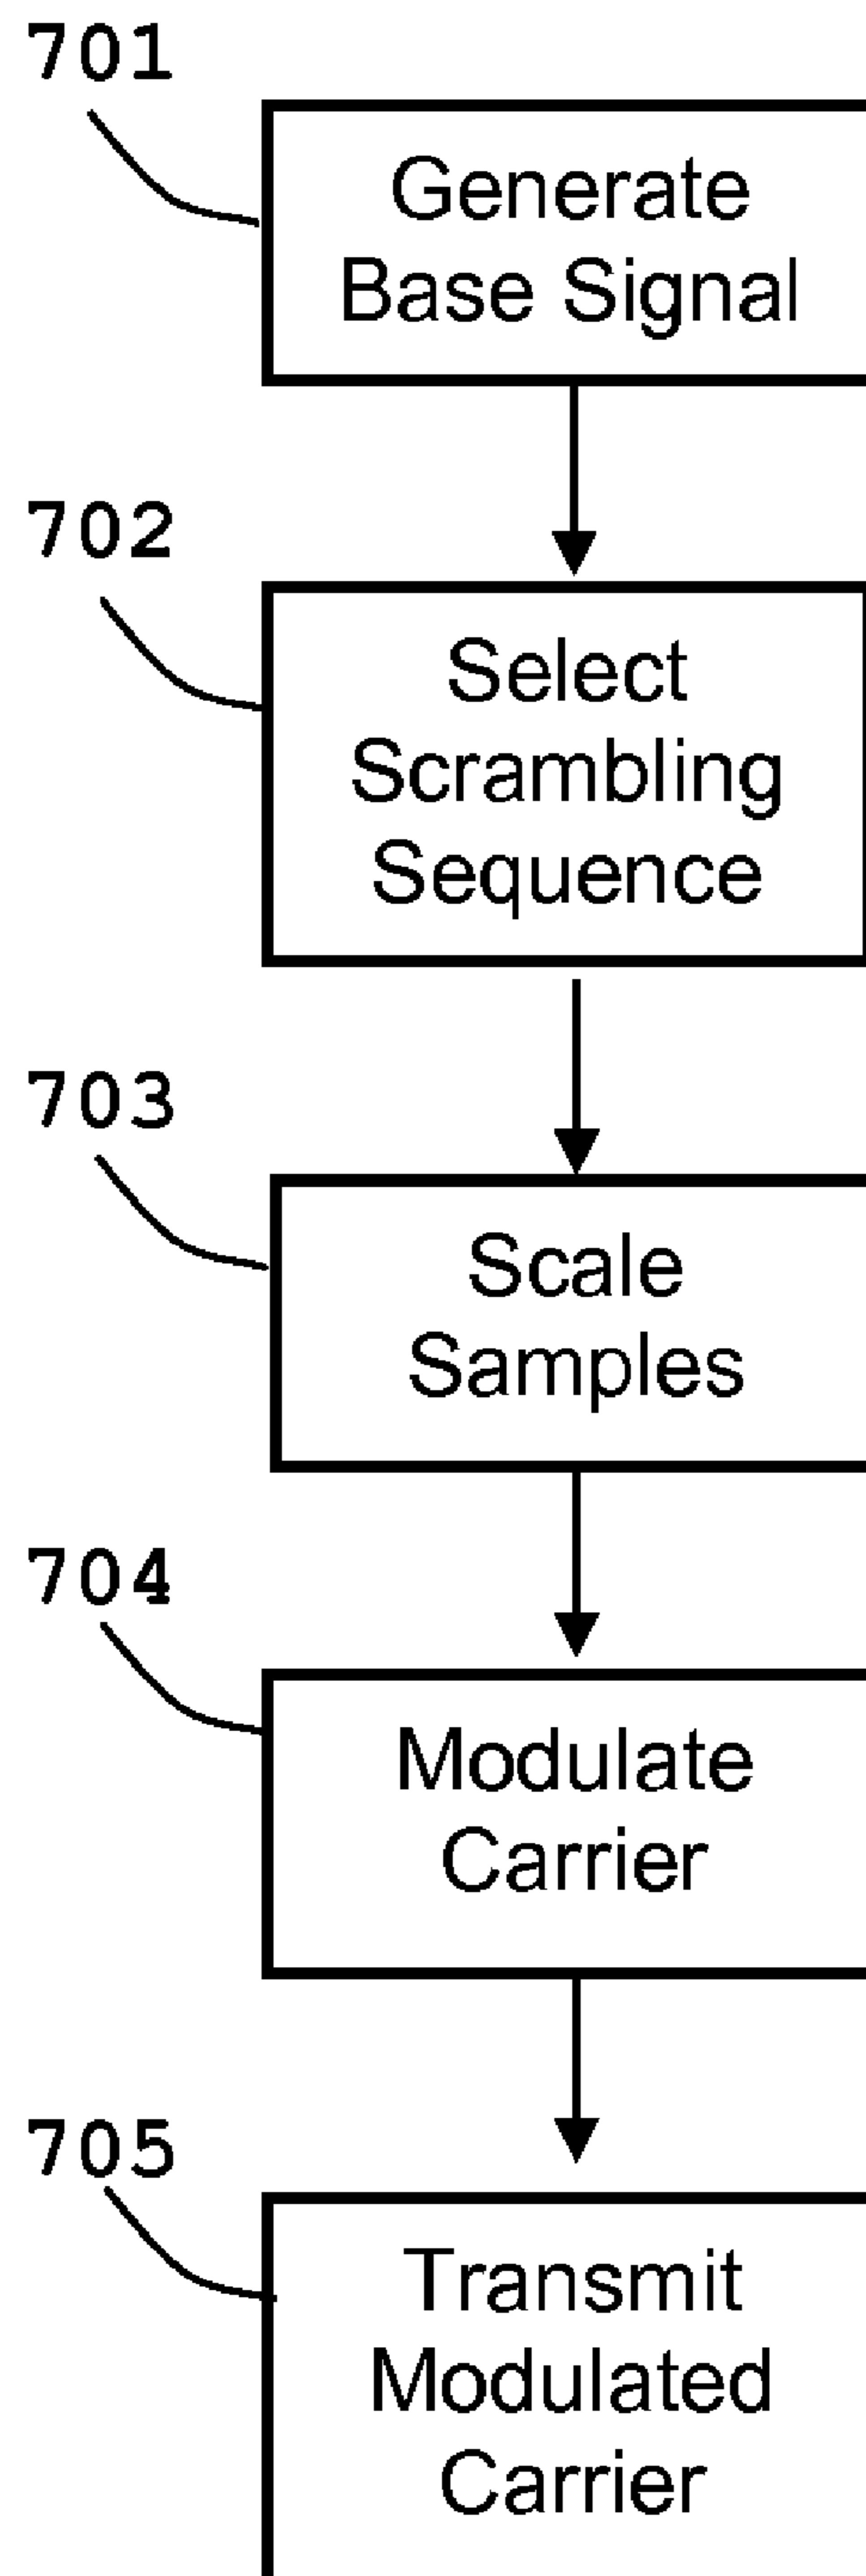 701
Generate
Base Signal
702
Select
Scrambling
Sequence
703
Scale
Samples
704
Modulate
Carrier
705
Transmit
Modulated
Carrier